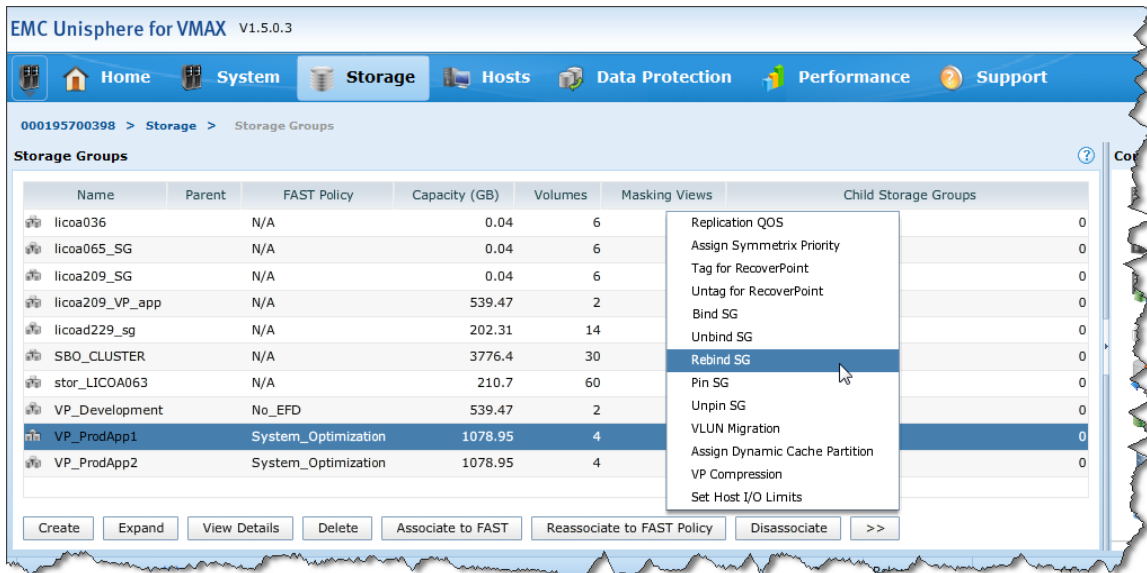 EMC Unisphere for VMAX V1.5.0.3
Home System Storage Hosts Data Protection Performance Support
000195700398 > Storage > Storage Groups
Storage Groups
Name Parent FAST Policy Capacity (GB) Volumes Masking Views Child Storage Groups
licoa036 N/A 0.04 6 0
licoa065_SG N/A 0.04 6 0
licoa209_SG N/A 0.04 6 0
licoa209_VP_app N/A 539.47 2 0
licoad229_sg N/A 202.31 14 0
SBO_CLUSTER N/A 3776.4 30 0
stor_LICOA063 N/A 210.7 60 0
VP_Development No_EFD 539.47 2 0
VP_ProdApp1 System_Optimization 1078.95 4 0
VP_ProdApp2 System_Optimization 1078.95 4 0
Replication QOS
Assign Symmetrix Priority
Tag for RecoverPoint
Untag for RecoverPoint
Bind SG
Unbind SG
Rebind SG
Pin SG
Unpin SG
VLUN Migration
Assign Dynamic Cache Partition
VP Compression
Set Host I/O Limits
Create Expand View Details Delete Associate to FAST Reassociate to FAST Policy Disassociate >>